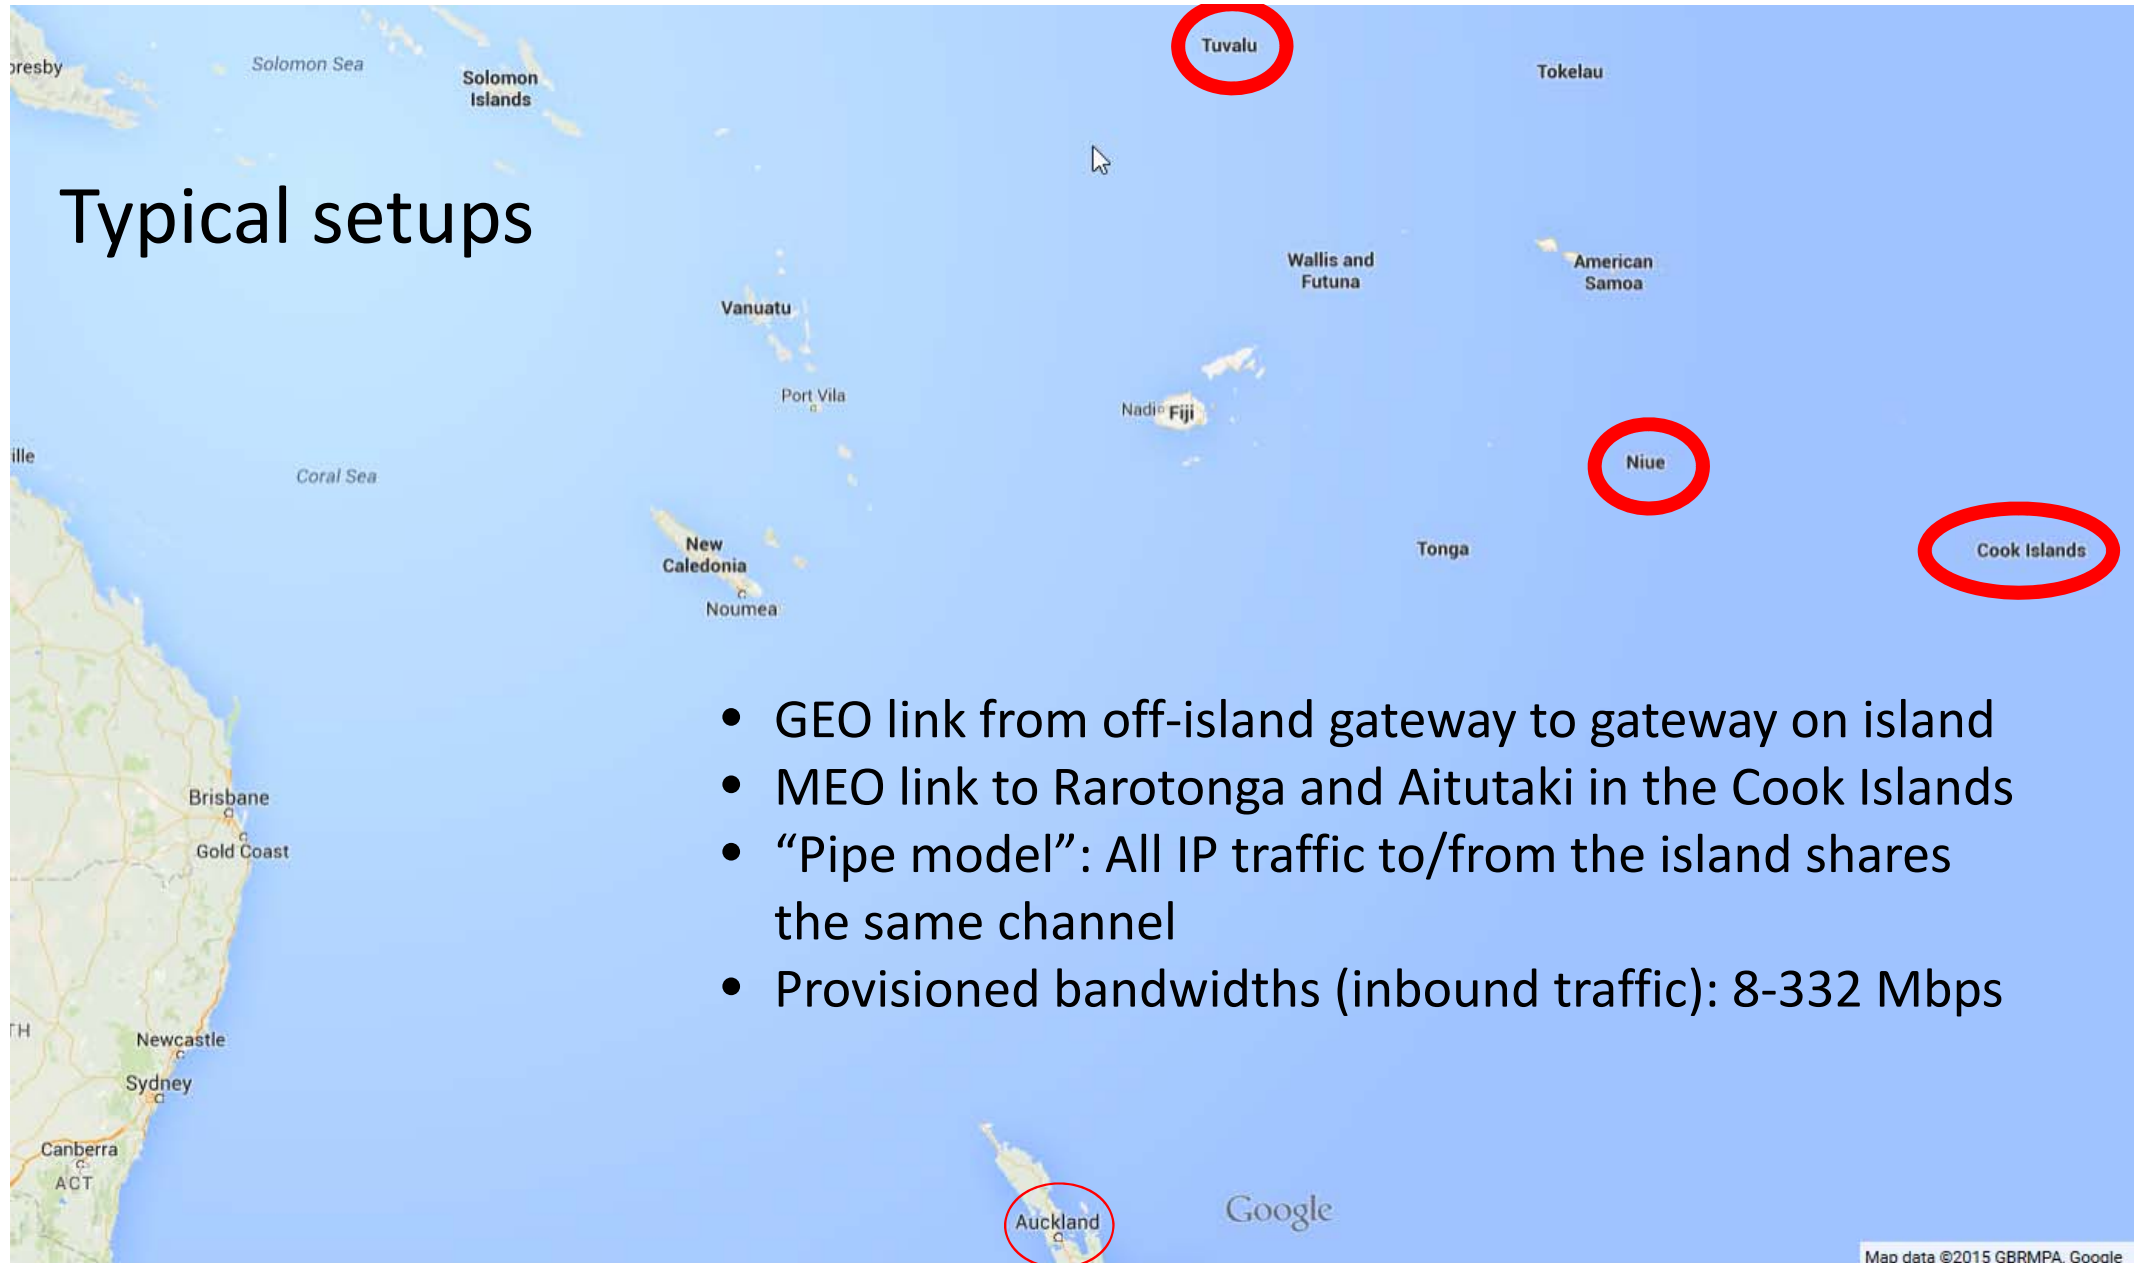 Tuvalu
resby
Solomon Sea
Solomon
Islands
Tokelau
Typical setups
Wallis and
Futuna
American
Samoa
Vanuatu
Port Vila
Nadi
Fiji
ville
Coral Sea
Niue
New
Caledonia
Noumea
Tonga
Cook Islands
• GEO link from off-island gateway to gateway on island
• MEO link to Rarotonga and Aitutaki in the Cook Islands
• “Pipe model”: All IP traffic to/from the island shares
the same channel
• Provisioned bandwidths (inbound traffic): 8-332 Mbps
Brisbane
Gold Coast
TH
Newcastle
Sydney
Canberra
ACT
Auckland
Google
Map data ©2015 GBRMPA, Google